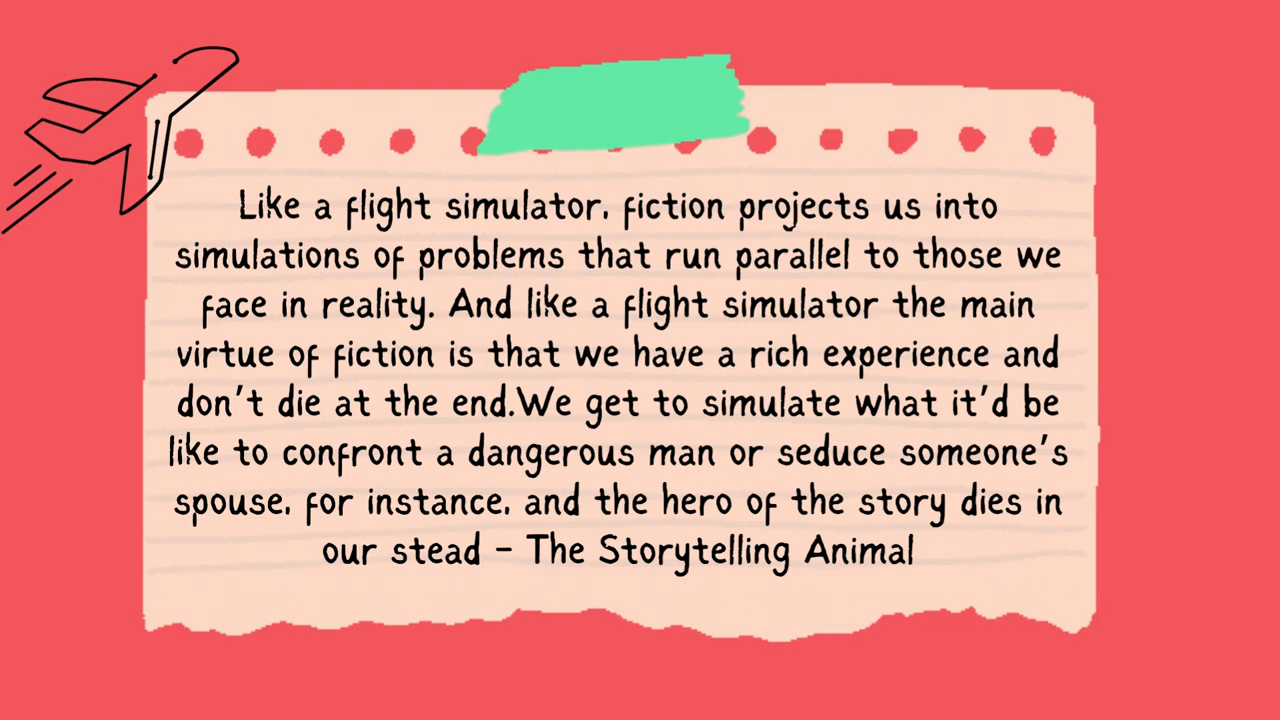 Like a flight simulator, fiction projects us into
simulations of problems that run parallel to those we
face in reality. And like a flight simulator the main
virtue of fiction is that we have a rich experience and
don't die at the end.We get to simulate what it'd be
like to confront a dangerous man or seduce someone's
spouse, for instance, and the hero of the story dies in
our stead - The Storytelling Animal